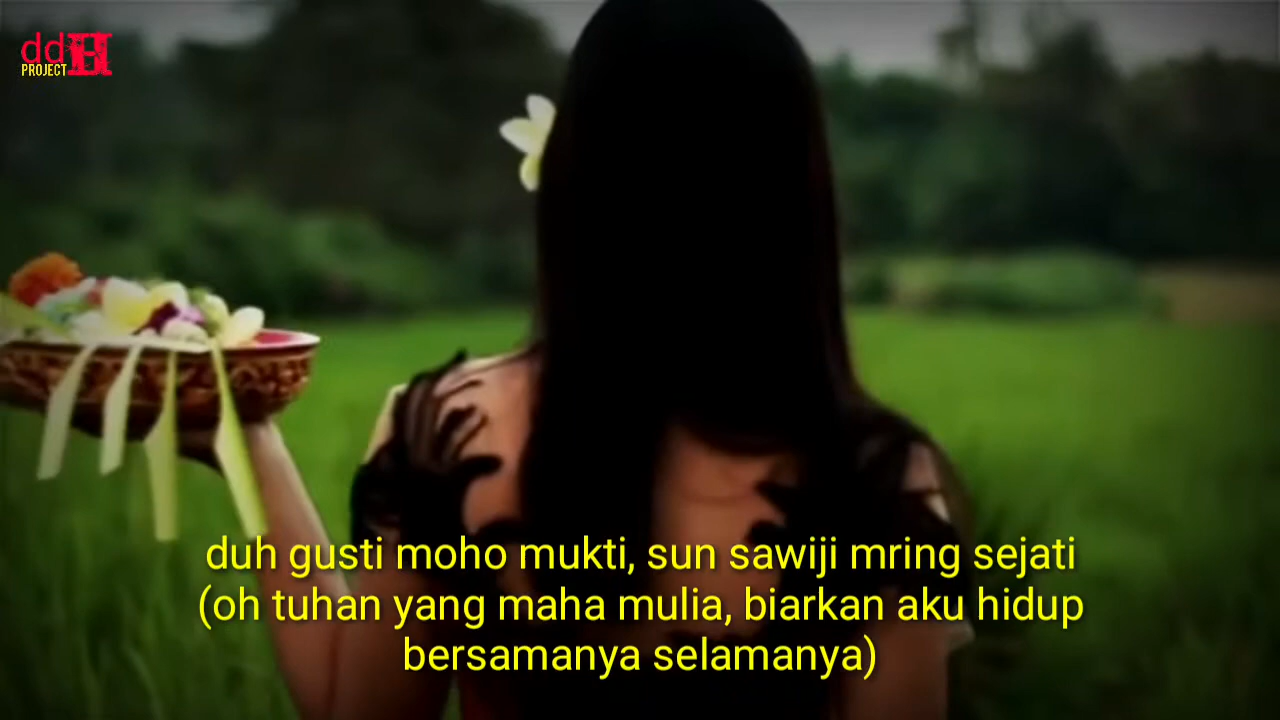 ddH
PROJECT
duh gusti moho mukti, sun sawiji mring sejati
(oh tuhan yang maha mulia, biarkan aku hidup
bersamanya selamanya)